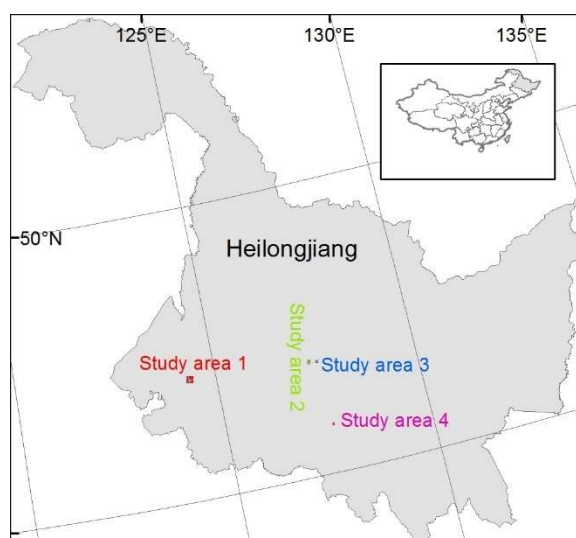 125°E
130°E
135°E
50°N
Heilongjiang
Study area 1
Study area 2
Study area 3
Study area 4